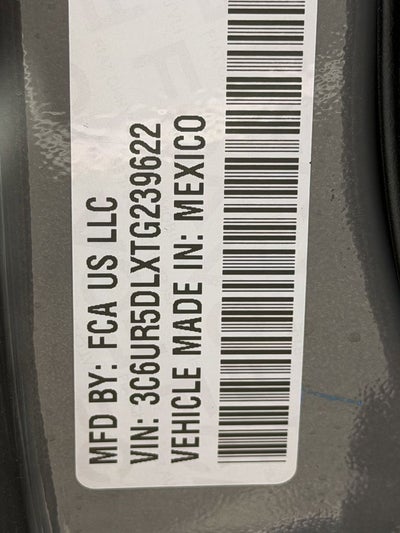 MFD BY: FCA US LLC
VIN: 3C6UR5DLXTG239622
VEHICLE MADE IN: MEXICO